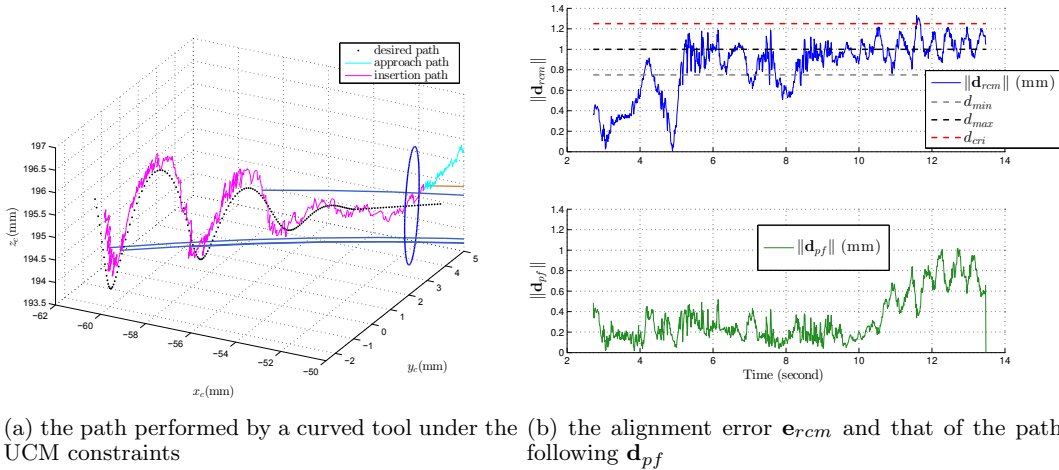 desired path
approach path
insertion path
197
196.5
196
195.5
195
194.5
194
193.5
z_c(mm)
−62
−60
−58
−56
−54
−52
−50
x_c(mm)
−2
−1
0
1
2
3
4
5
y_c(mm)
1.4
1.2
1
0.8
0.6
0.4
0.2
0
‖d_rcm‖
2
4
6
8
10
12
14
‖d_rcm‖ (mm)
d_min
d_max
d_cri
1.4
1.2
1
0.8
0.6
0.4
0.2
0
‖d_pf‖
‖d_pf‖ (mm)
2
4
6
8
10
12
14
Time (second)
(a) the path performed by a curved tool under the
UCM constraints
(b) the alignment error e_rcm and that of the path
following d_pf